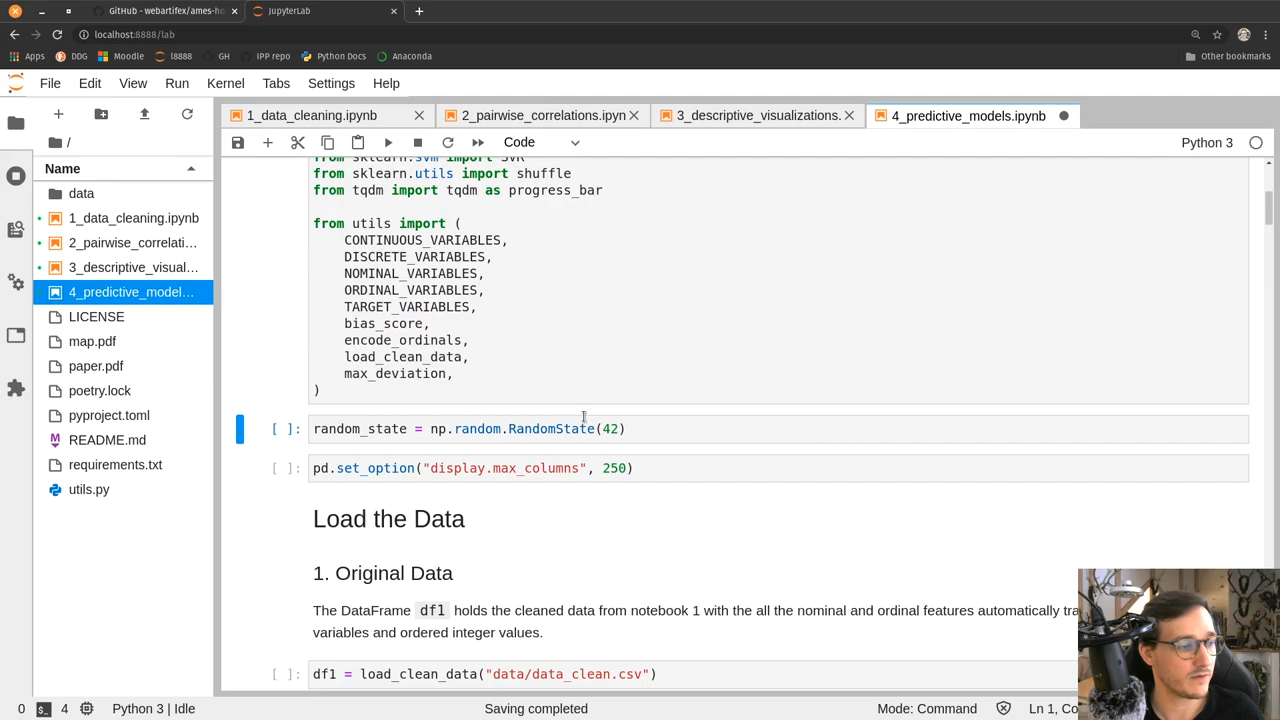 GitHub - webartifex/ames-ho
JupyterLab
localhost:8888/lab
Apps
DDG
Moodle
l8888
GH
IPP repo
Python Docs
Anaconda
Other bookmarks
File Edit View Run Kernel Tabs Settings Help
1_data_cleaning.ipynb
2_pairwise_correlations.ipyn
3_descriptive_visualizations.
4_predictive_models.ipynb
Code
Python 3
/
Name
data
1_data_cleaning.ipynb
2_pairwise_correlati…
3_descriptive_visual…
4_predictive_model…
LICENSE
map.pdf
paper.pdf
poetry.lock
pyproject.toml
README.md
requirements.txt
utils.py
from sklearn.svm import SVR
from sklearn.utils import shuffle
from tqdm import tqdm as progress_bar
from utils import (
CONTINUOUS_VARIABLES,
DISCRETE_VARIABLES,
NOMINAL_VARIABLES,
ORDINAL_VARIABLES,
TARGET_VARIABLES,
bias_score,
encode_ordinals,
load_clean_data,
max_deviation,
)
[ ]: random_state = np.random.RandomState(42)
[ ]: pd.set_option("display.max_columns", 250)
Load the Data
1. Original Data
The DataFrame df1 holds the cleaned data from notebook 1 with the all the nominal and ordinal features automatically tra
variables and ordered integer values.
[ ]: df1 = load_clean_data("data/data_clean.csv")
0
4
Python 3 | Idle
Saving completed
Mode: Command
Ln 1, Co